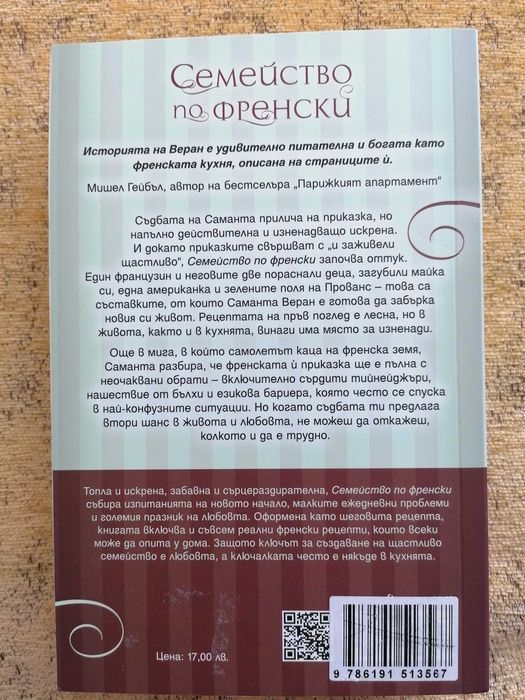 Семейство
по френски
Историята на Веран е удивително питателна и богата като
френската кухня, описана на страниците ѝ.
Мишел Гейбъл, автор на бестселъра „Парижкият апартамент“
Съдбата на Саманта прилича на приказка, но
напълно действителна и изненадващо искрена.
И докато приказките свършват с „и заживели
щастливо“, Семейство по френски започва оттук.
Един французин и неговите две пораснали деца, загубили майка
си, една американка и зелените поля на Прованс – това са
съставките, от които Саманта Веран е готова да забърка
новия си живот. Рецептата на пръв поглед е лесна, но в
живота, както и в кухнята, винаги има място за изненади.
Още в мига, в който самолетът каца на френска земя,
Саманта разбира, че френската ѝ приказка ще е пълна с
неочаквани обрати – включително сърдити тийнейджъри,
нашествие от бълхи и езикова бариера, която често се спуска
в най-конфузните ситуации. Но когато съдбата ти предлага
втори шанс в живота и любовта, не можеш да откажеш,
колкото и да е трудно.
Топла и искрена, забавна и сърцераздирателна, Семейство по френски
събира изпитанията на новото начало, малките ежедневни проблеми
и големия празник на любовта. Оформена като шеговита рецепта,
книгата включва и съвсем реални френски рецепти, които всеки
може да опита у дома. Защото ключът за създаване на щастливо
семейство е любовта, а ключалката често е някъде в кухнята.
Цена: 17,00 лв.
9 786191 513567